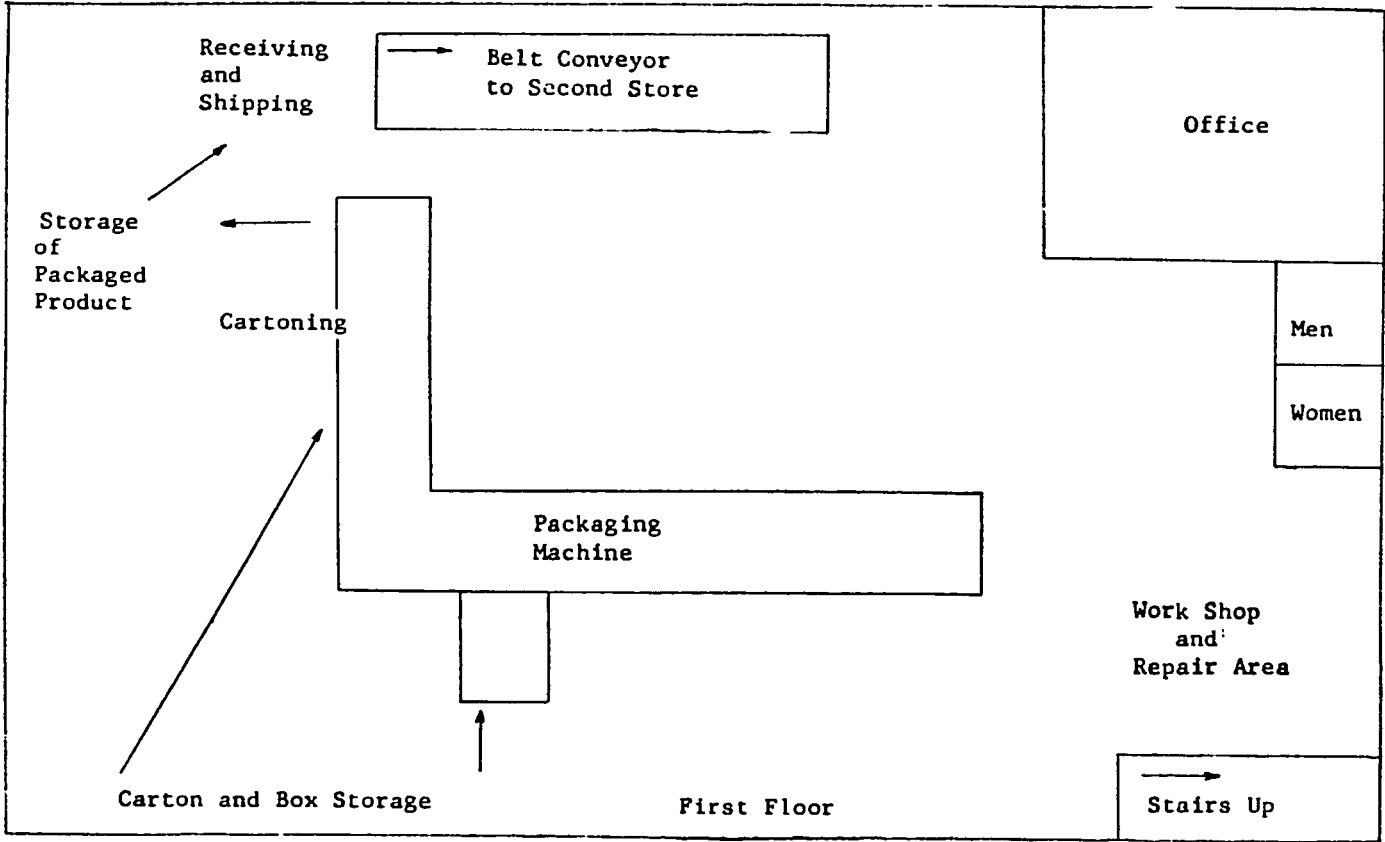 Receiving
and
Shipping
Belt Conveyor
to Second Store
Office
Storage
of
Packaged
Product
Cartoning
Men
Women
Packaging
Machine
Work Shop
and
Repair Area
Carton and Box Storage
First Floor
Stairs Up